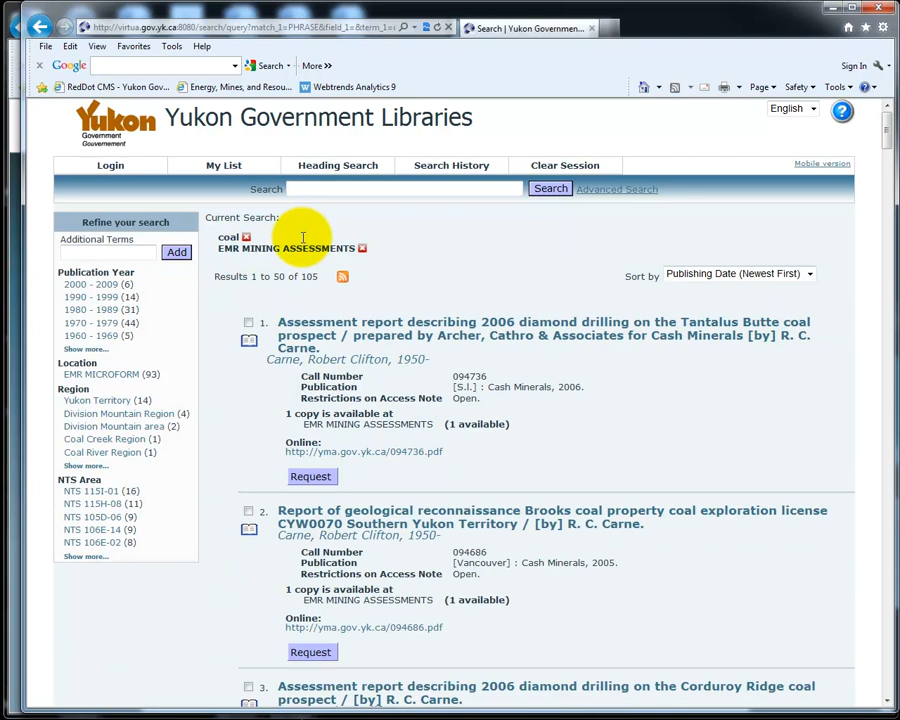 http://virtua.gov.yk.ca:8080/search/query?match_1=PHRASE&field_1=&term_1=c
Search | Yukon Governmen...
File Edit View Favorites Tools Help
Google Search More »
Sign In
RedDot CMS - Yukon Gov... Energy, Mines, and Resou... Webtrends Analytics 9
Page Safety Tools
Yukon
Government
Gouvernement
Yukon Government Libraries
English
?
Login My List Heading Search Search History Clear Session
Mobile version
Search Search Advanced Search
Refine your search
Additional Terms
Add
Publication Year
2000 - 2009 (6)
1990 - 1999 (14)
1980 - 1989 (31)
1970 - 1979 (44)
1960 - 1969 (5)
Show more...
Location
EMR MICROFORM (93)
Region
Yukon Territory (14)
Division Mountain Region (4)
Division Mountain area (2)
Coal Creek Region (1)
Coal River Region (1)
Show more...
NTS Area
NTS 115I-01 (16)
NTS 115H-08 (11)
NTS 105D-06 (9)
NTS 106E-14 (9)
NTS 106E-02 (8)
Show more...
Current Search:
coal
EMR MINING ASSESSMENTS
Results 1 to 50 of 105
Sort by Publishing Date (Newest First)
1. Assessment report describing 2006 diamond drilling on the Tantalus Butte coal
prospect / prepared by Archer, Cathro & Associates for Cash Minerals [by] R. C.
Carne.
Carne, Robert Clifton, 1950-
Call Number 094736
Publication [S.l.] : Cash Minerals, 2006.
Restrictions on Access Note Open.
1 copy is available at
EMR MINING ASSESSMENTS (1 available)
Online:
http://yma.gov.yk.ca/094736.pdf
Request
2. Report of geological reconnaissance Brooks coal property coal exploration license
CYW0070 Southern Yukon Territory / [by] R. C. Carne.
Carne, Robert Clifton, 1950-
Call Number 094686
Publication [Vancouver] : Cash Minerals, 2005.
Restrictions on Access Note Open.
1 copy is available at
EMR MINING ASSESSMENTS (1 available)
Online:
http://yma.gov.yk.ca/094686.pdf
Request
3. Assessment report describing 2006 diamond drilling on the Corduroy Ridge coal
prospect / [by] R. C. Carne.